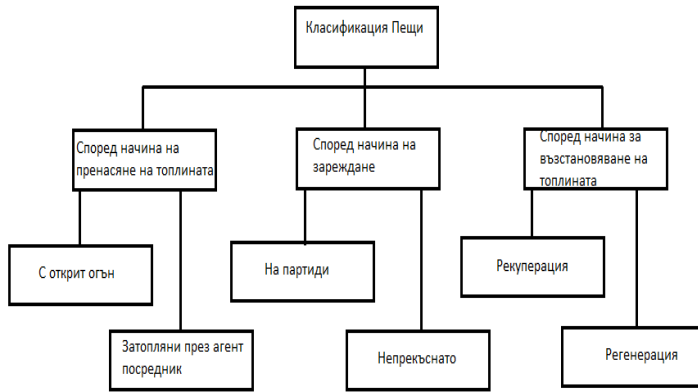 Класификация Пещи
Според начина на
пренасяне на топлината
Според начина на
зареждане
Според начина за
възстановяване на
топлината
С открит огън
На партиди
Рекуперация
Затопляни през агент
посредник
Непрекъснато
Регенерация